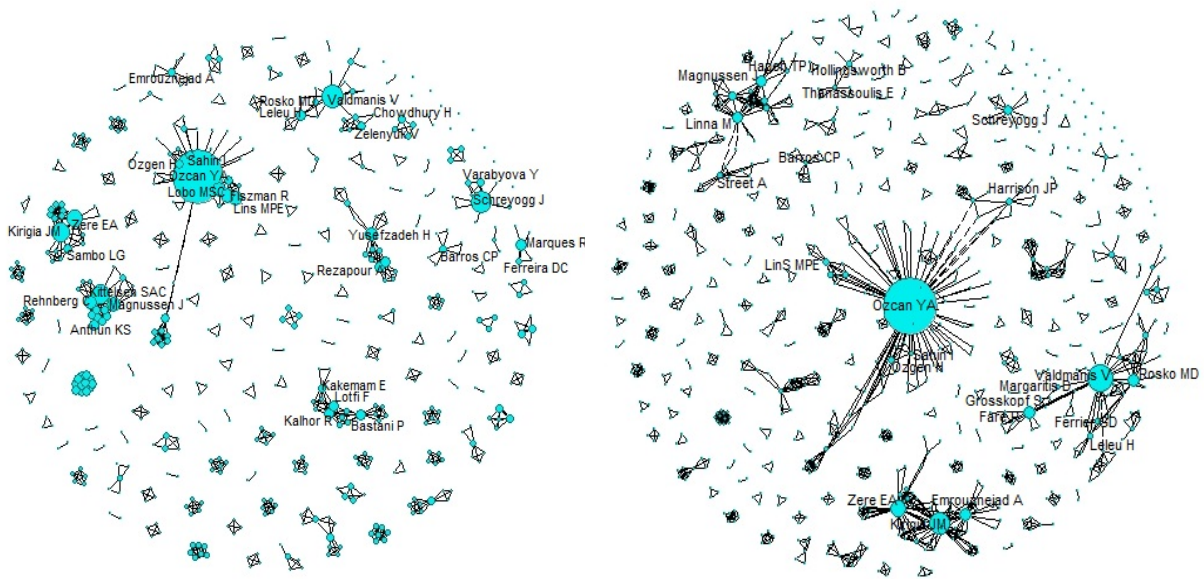 Emrouznejad A
Rosko MD
Valdmanis V
Leleu H
Chowdhury H
Zelenyuk V
Ozgen H
Sahin I
Ozcan YA
Lobo MSC
Fiszman R
Lins MPE
Varabyova Y
Schreyogg J
Zere EA
Kirigia JM
Sambo LG
Yusefzadeh H
Rezapour A
Barros CP
Marques R
Ferreira DC
Kittelsen SAC
Rehnberg C
Magnussen J
Anthun KS
Kakemam E
Lotfi F
Kalhor R
Bastani P
Hagen TP
Magnussen J
Hollingsworth B
Thanassoulis E
Linna M
Schreyogg J
Barros CP
Street A
Harrison JP
LinS MPE
Ozcan YA
Sahin I
Ozgen H
Valdmanis V
Rosko MD
Margaritis D
Grosskopf S
Fare R
Ferrier GD
Leleu H
Zere EA
Emrouznejad A
Kirigia JM